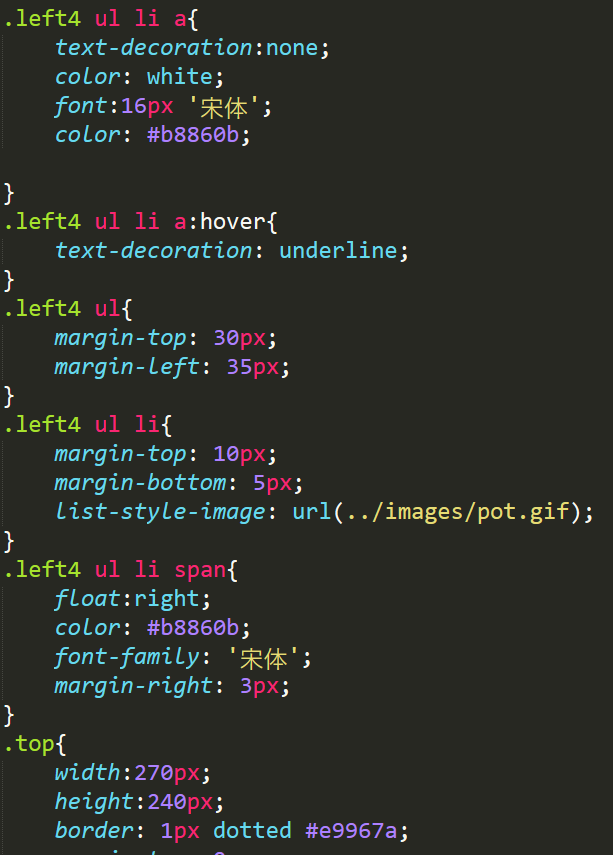 .left4 ul li a{
    text-decoration:none;
    color: white;
    font:16px '宋体';
    color: #b8860b;

}
.left4 ul li a:hover{
    text-decoration: underline;
}
.left4 ul{
    margin-top: 30px;
    margin-left: 35px;
}
.left4 ul li{
    margin-top: 10px;
    margin-bottom: 5px;
    list-style-image: url(../images/pot.gif);
}
.left4 ul li span{
    float:right;
    color: #b8860b;
    font-family: '宋体';
    margin-right: 3px;
}
.top{
    width:270px;
    height:240px;
    border: 1px dotted #e9967a;